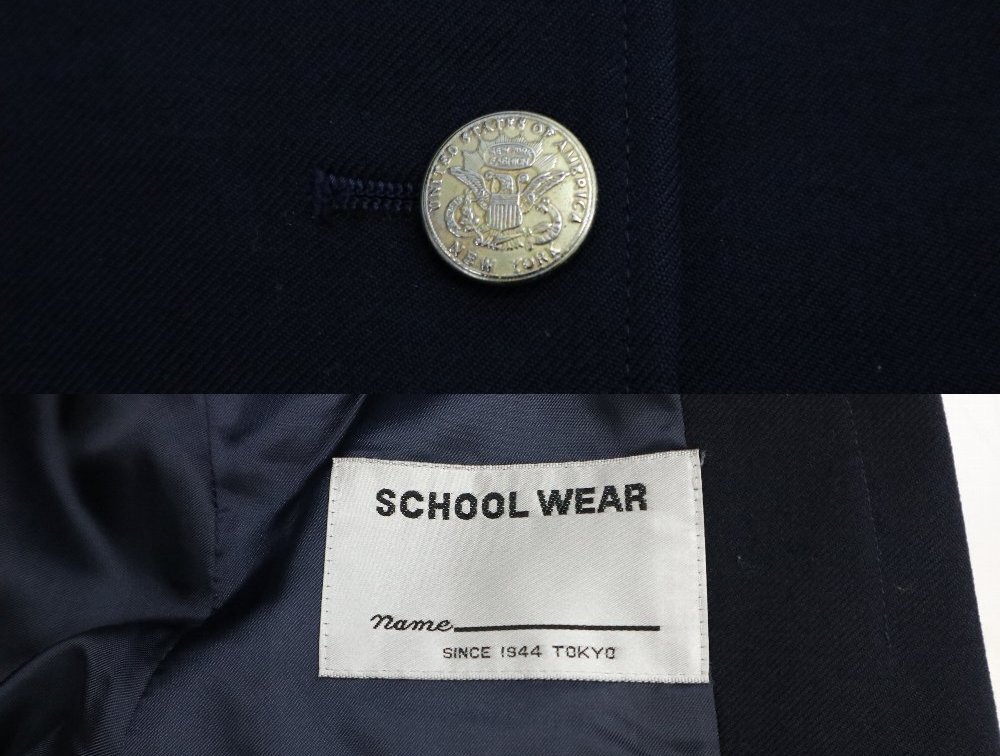 UNITED STATES OF AMERICA
FASHION
NEW YORK
SCHOOL WEAR
name
SINCE 1944 TOKYO